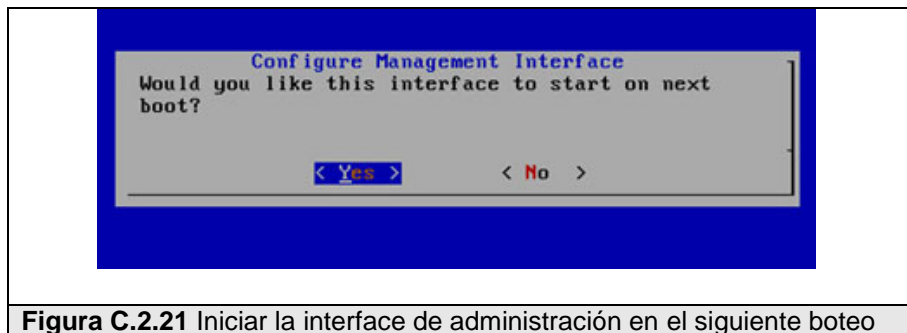 Configure Management Interface
Would you like this interface to start on next
boot?
< Yes > < No >
Figura C.2.21 Iniciar la interface de administración en el siguiente boteo